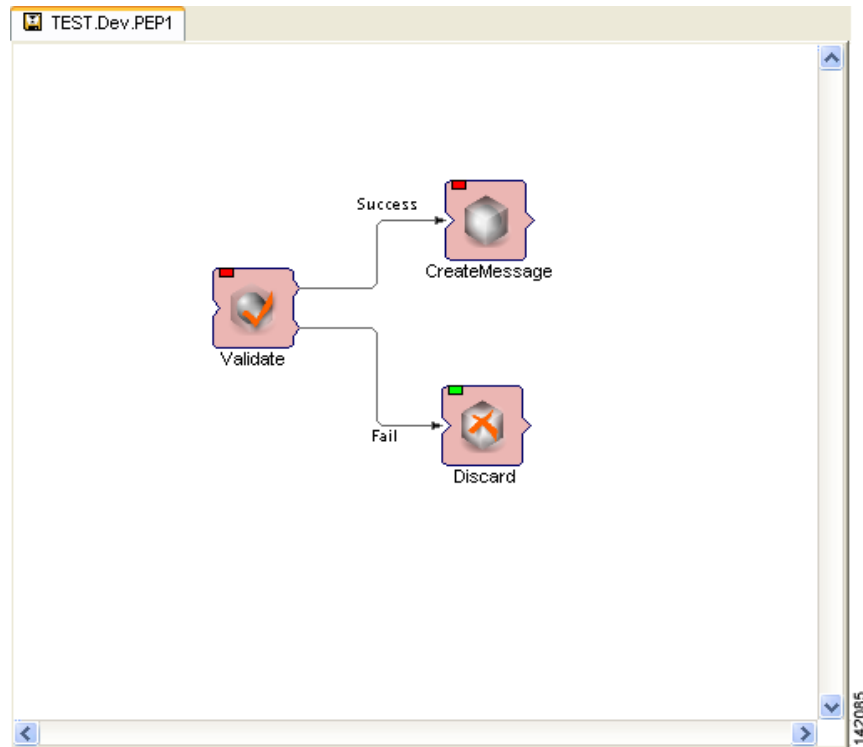 TEST.Dev.PEP1
Success
CreateMessage
Validate
Fail
Discard
142085